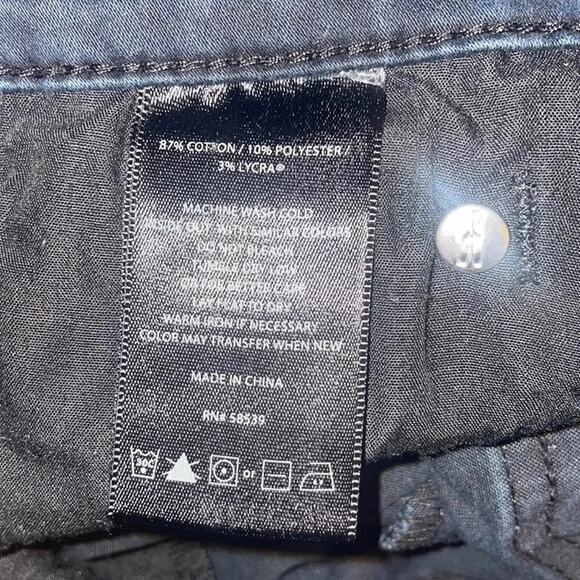 87% COTTON / 10% POLYESTER /
3% LYCRA®
MACHINE WASH COLD
INSIDE OUT WITH SIMILAR COLORS
DO NOT BLEACH
TUMBLE DRY LOW
OR FOR BETTER CARE
LAY FLAT TO DRY
WARM IRON IF NECESSARY
COLOR MAY TRANSFER WHEN NEW.
MADE IN CHINA
RN# 58539
or